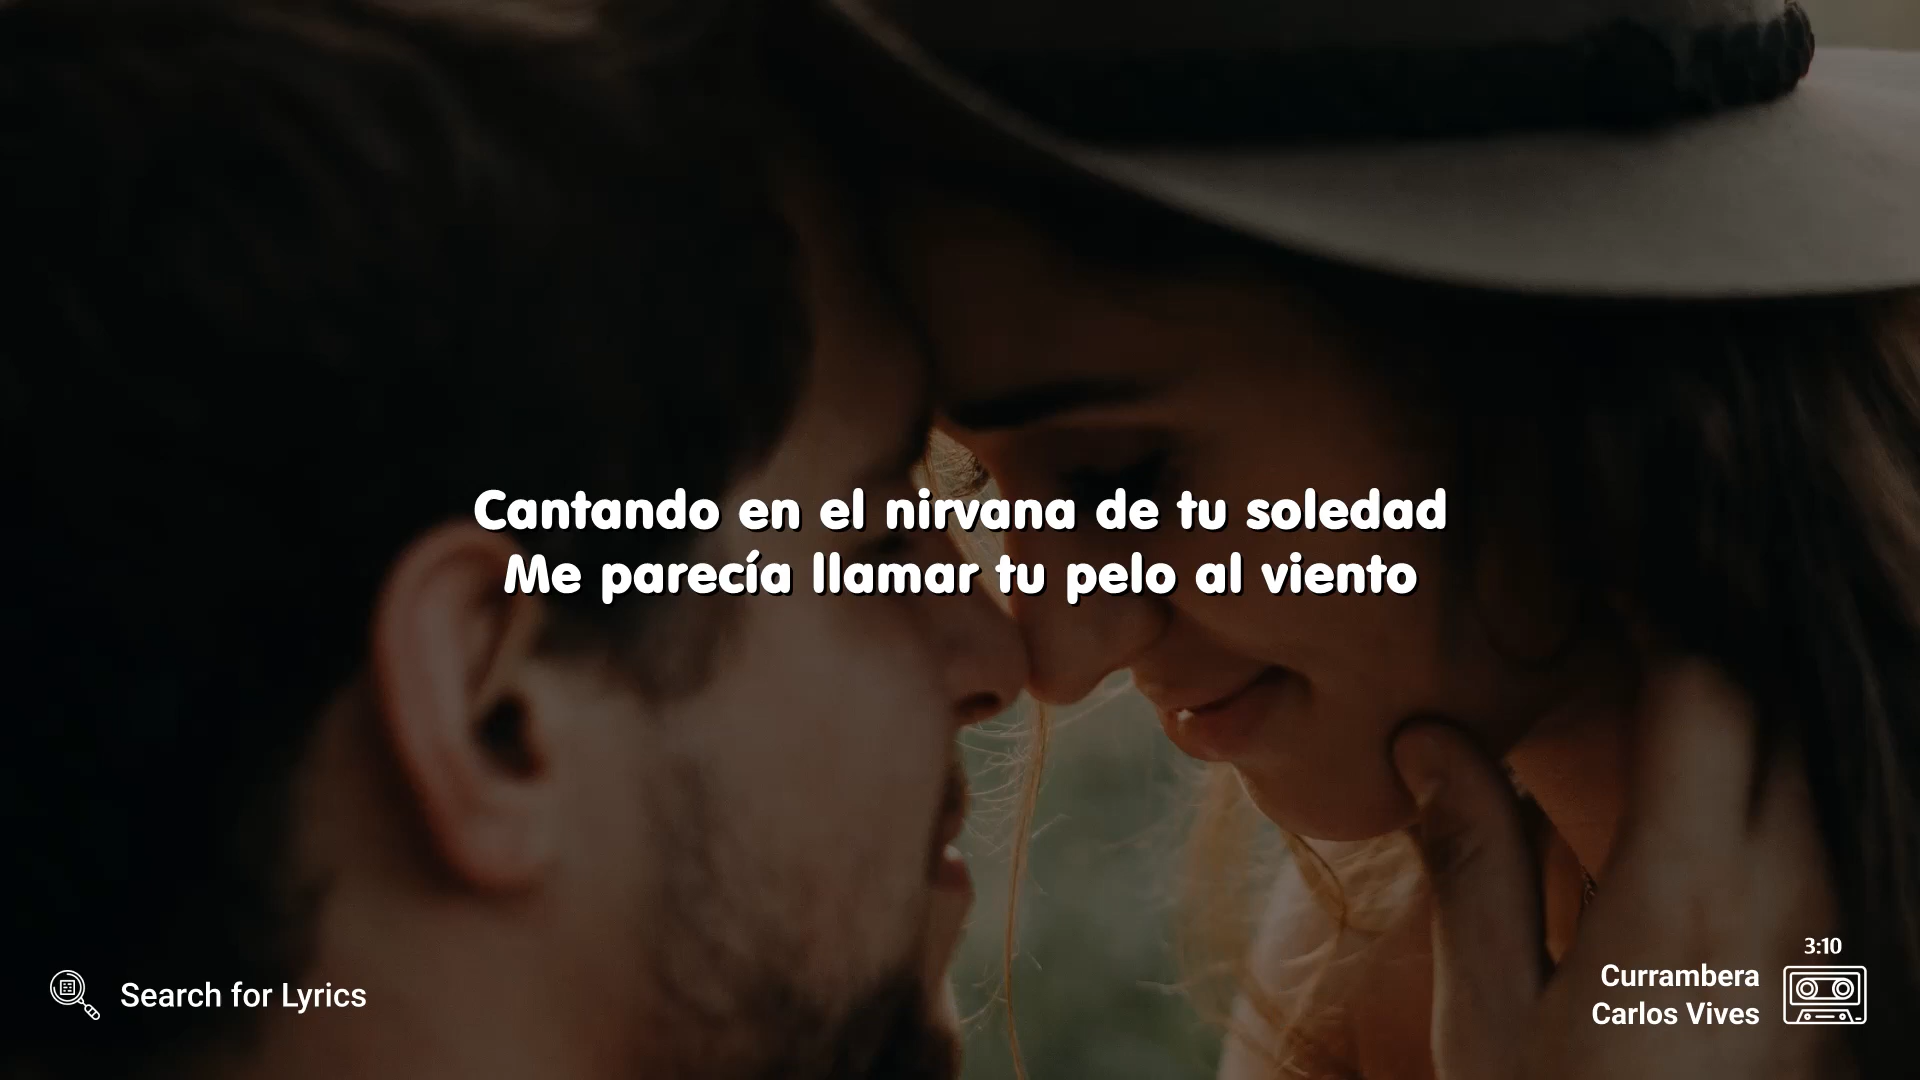 Cantando en el nirvana de tu soledad
Me parecía llamar tu pelo al viento
Search for Lyrics
3:10
Currambera
Carlos Vives